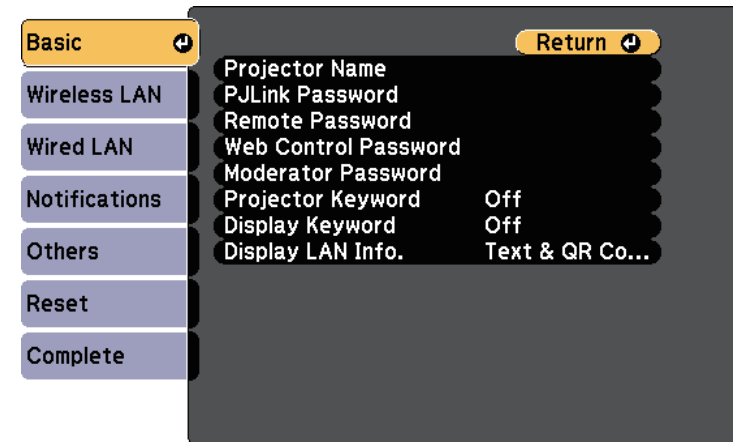 Basic
Return
Projector Name
PJLink Password
Wireless LAN
Remote Password
Wired LAN
Web Control Password
Moderator Password
Notifications
Projector Keyword Off
Display Keyword Off
Others
Display LAN Info. Text & QR Co...
Reset
Complete